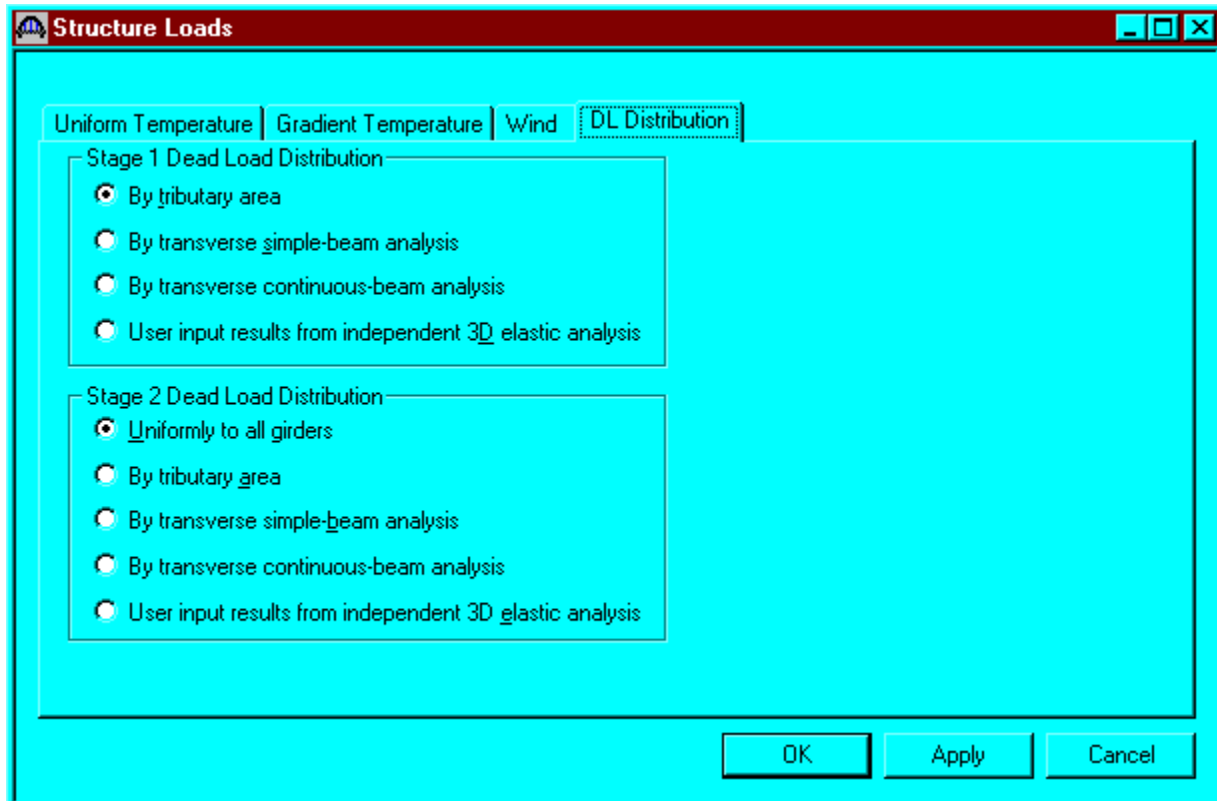 Structure Loads
Uniform Temperature Gradient Temperature Wind DL Distribution
Stage 1 Dead Load Distribution
By tributary area
By transverse simple-beam analysis
By transverse continuous-beam analysis
User input results from independent 3D elastic analysis
Stage 2 Dead Load Distribution
Uniformly to all girders
By tributary area
By transverse simple-beam analysis
By transverse continuous-beam analysis
User input results from independent 3D elastic analysis
OK Apply Cancel